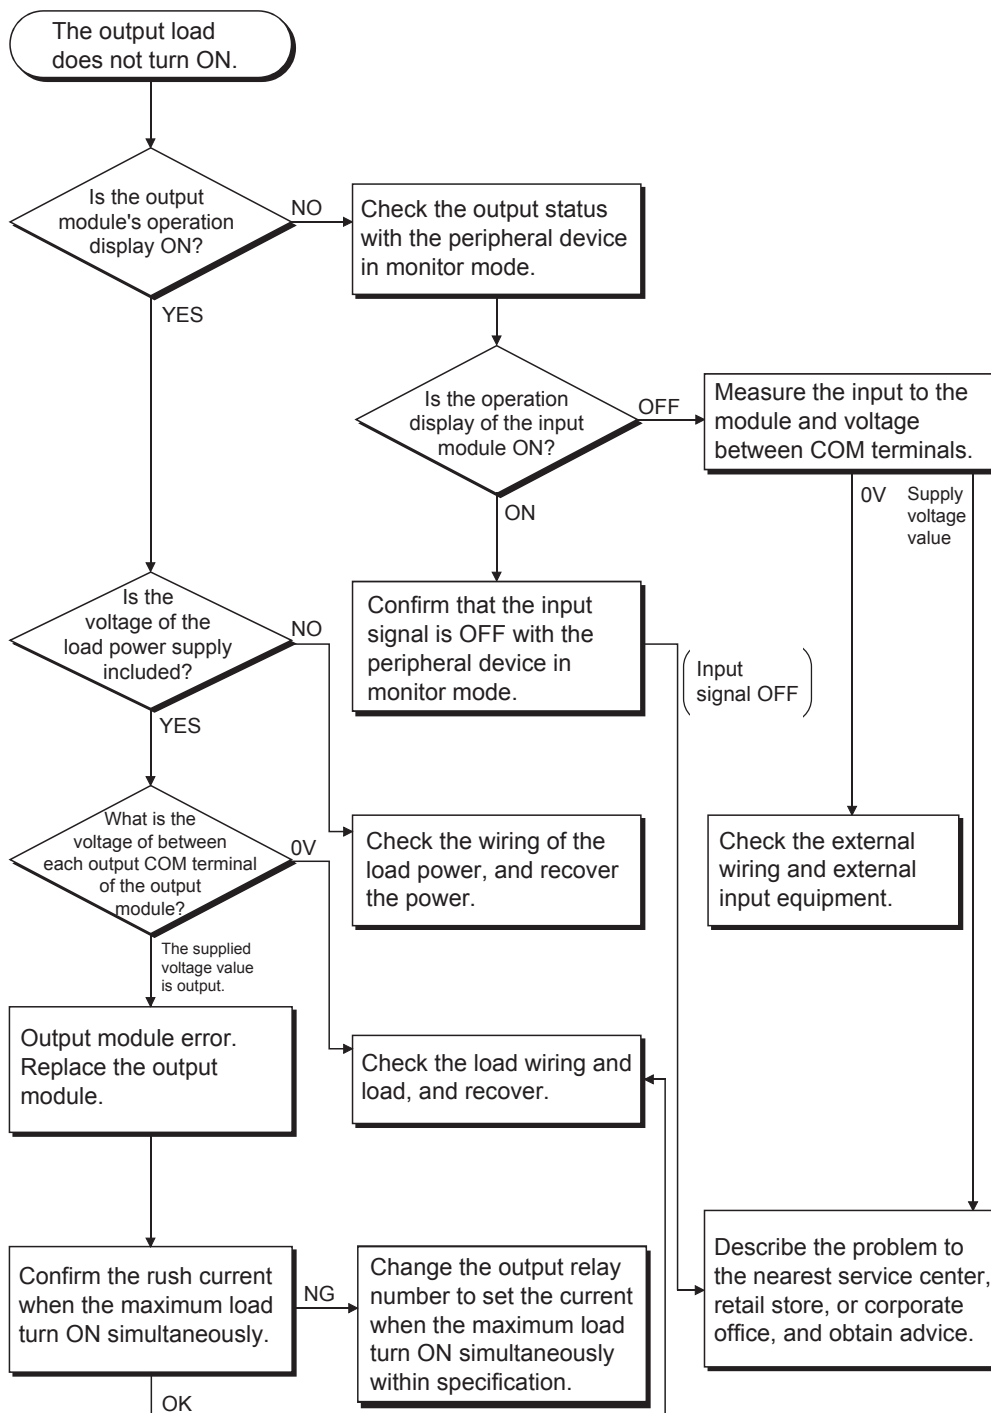 The output load
does not turn ON.
Is the output
module's operation
display ON?
NO
Check the output status
with the peripheral device
in monitor mode.
YES
Is the operation
display of the input
module ON?
OFF
Measure the input to the
module and voltage
between COM terminals.
0V
Supply
voltage
value
ON
Is the
voltage of the
load power supply
included?
NO
Confirm that the input
signal is OFF with the
peripheral device in
monitor mode.
(Input
signal OFF)
YES
What is the
voltage of between
each output COM terminal
of the output
module?
0V
Check the wiring of the
load power, and recover
the power.
Check the external
wiring and external
input equipment.
The supplied
voltage value
is output.
Output module error.
Replace the output
module.
Check the load wiring and
load, and recover.
Confirm the rush current
when the maximum load
turn ON simultaneously.
NG
Change the output relay
number to set the current
when the maximum load
turn ON simultaneously
within specification.
Describe the problem to
the nearest service center,
retail store, or corporate
office, and obtain advice.
OK